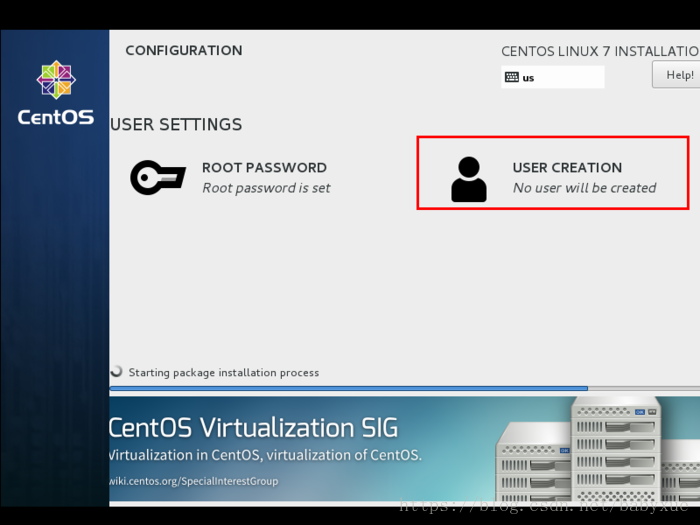 CONFIGURATION
CENTOS LINUX 7 INSTALLATIO
us
Help!
CentOS
USER SETTINGS
ROOT PASSWORD
Root password is set
USER CREATION
No user will be created
Starting package installation process
CentOS Virtualization SIG
Virtualization in CentOS, virtualization of CentOS.
wiki.centos.org/SpecialInterestGroup
https://blog.csdn.net/babyxue